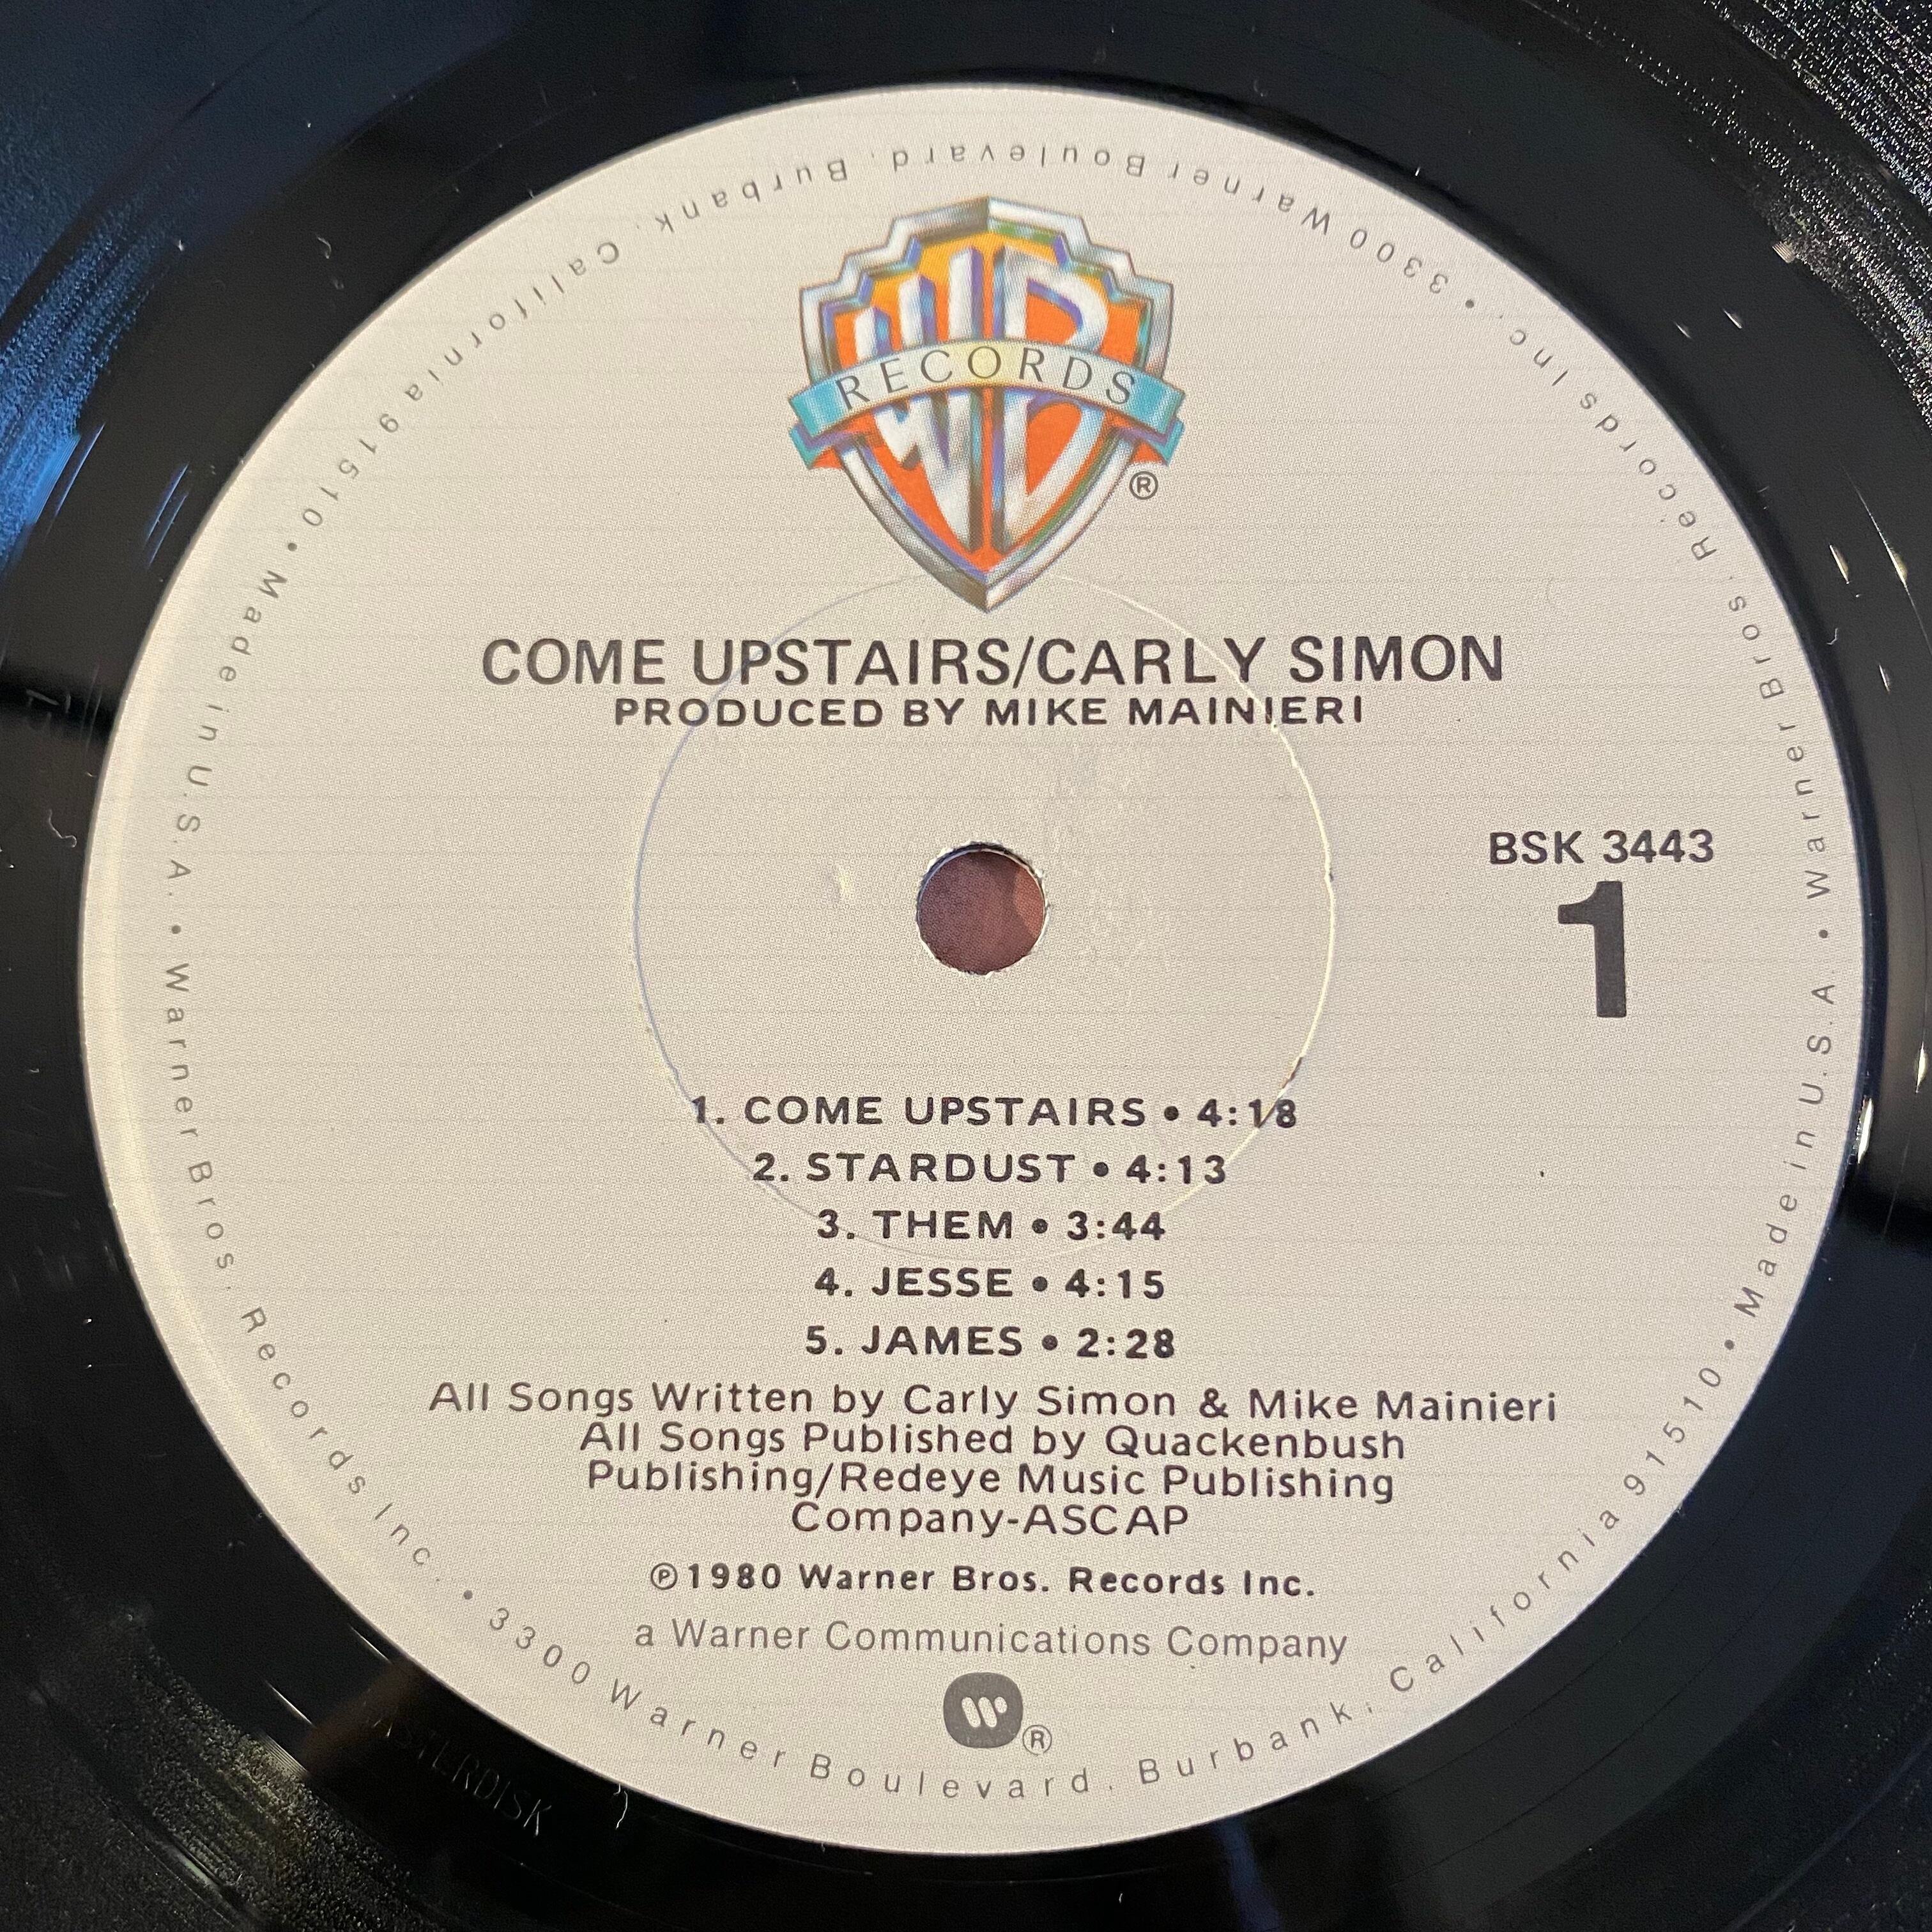 WB
RECORDS
®
COME UPSTAIRS/CARLY SIMON
PRODUCED BY MIKE MAINIERI
BSK 3443
1
1. COME UPSTAIRS • 4:18
2. STARDUST • 4:13
3. THEM • 3:44
4. JESSE • 4:15
5. JAMES • 2:28
All Songs Written by Carly Simon & Mike Mainieri
All Songs Published by Quackenbush
Publishing/Redeye Music Publishing
Company-ASCAP
℗1980 Warner Bros. Records Inc.
a Warner Communications Company
W®
Warner Bros. Records Inc. • 3300 Warner Boulevard. Burbank, California 91510 • Made in U.S.A. •
Warner Bros. Records Inc. • 3300 Warner Boulevard. Burbank, California 91510 • Made in U.S.A. •